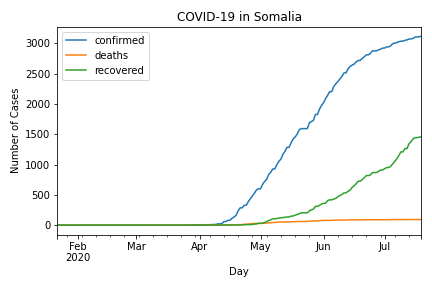 COVID-19 in Somalia
confirmed
deaths
recovered
Number of Cases
3000
2500
2000
1500
1000
500
0
Feb Mar Apr May Jun Jul
2020
Day